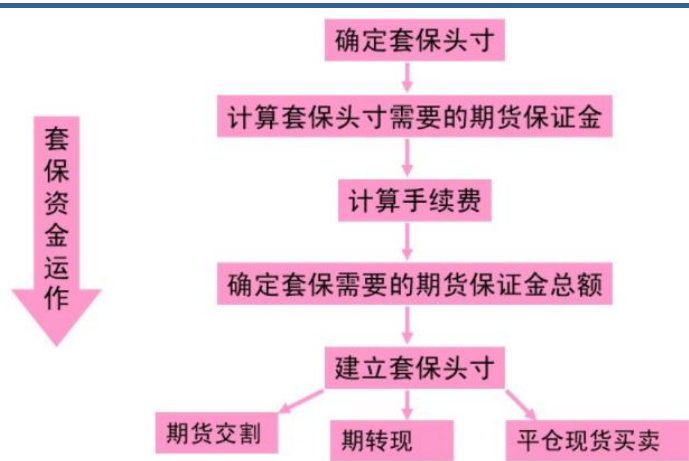 确定套保头寸
计算套保头寸需要的期货保证金
计算手续费
确定套保需要的期货保证金总额
建立套保头寸
期货交割
期转现
平仓现货买卖
套保资金运作